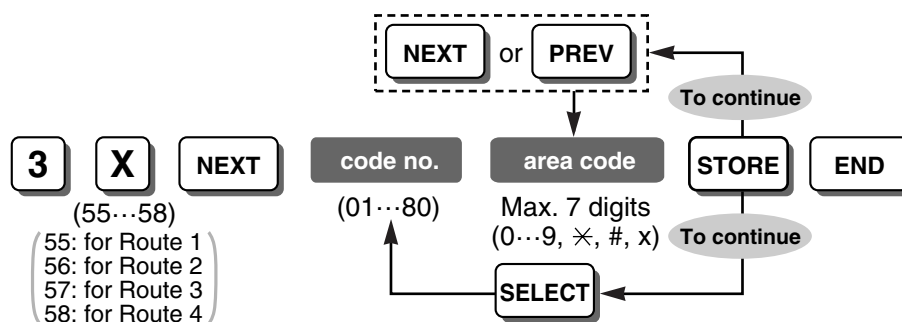 NEXT or PREV
To continue
3 X NEXT code no. area code STORE END
(55···58) (01···80) Max. 7 digits
(0···9, ✳, #, x) To continue
55: for Route 1
56: for Route 2
57: for Route 3
58: for Route 4
SELECT